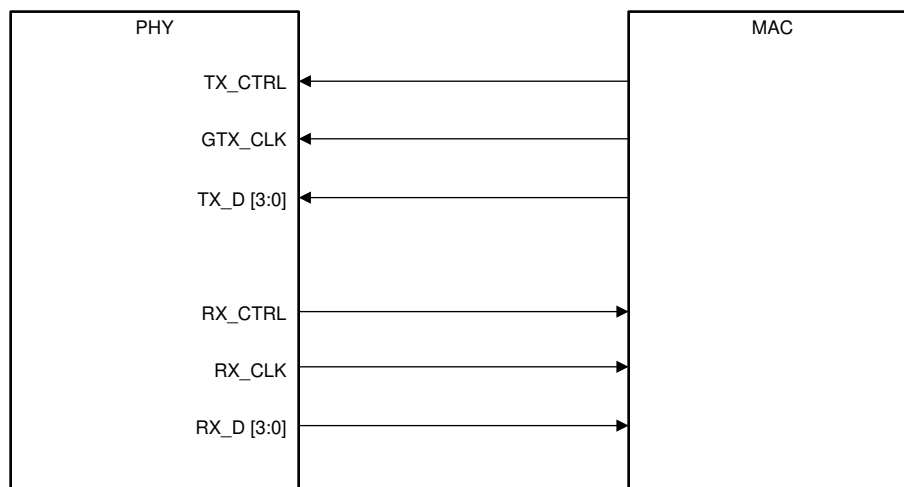 PHY
MAC
TX_CTRL
GTX_CLK
TX_D [3:0]
RX_CTRL
RX_CLK
RX_D [3:0]